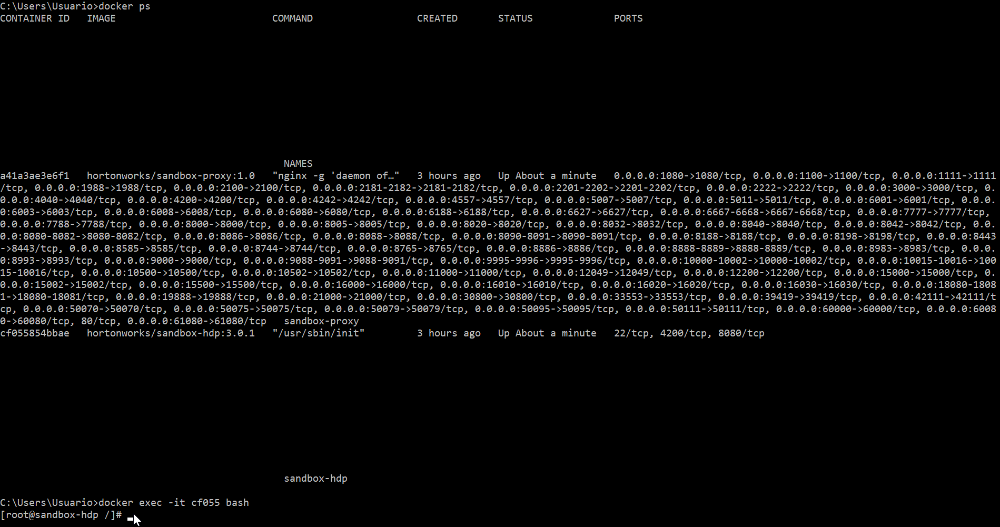 C:\Users\Usuario>docker ps
CONTAINER ID   IMAGE                           COMMAND                  CREATED       STATUS              PORTS
NAMES
a41a3ae3e6f1   hortonworks/sandbox-proxy:1.0   "nginx -g 'daemon of…"   3 hours ago   Up About a minute   0.0.0.0:1080->1080/tcp, 0.0.0.0:1100->1100/tcp, 0.0.0.0:1111->1111
/tcp, 0.0.0.0:1988->1988/tcp, 0.0.0.0:2100->2100/tcp, 0.0.0.0:2181-2182->2181-2182/tcp, 0.0.0.0:2201-2202->2201-2202/tcp, 0.0.0.0:2222->2222/tcp, 0.0.0.0:3000->3000/tcp, 0.
0.0.0:4040->4040/tcp, 0.0.0.0:4200->4200/tcp, 0.0.0.0:4242->4242/tcp, 0.0.0.0:4557->4557/tcp, 0.0.0.0:5007->5007/tcp, 0.0.0.0:5011->5011/tcp, 0.0.0.0:6001->6001/tcp, 0.0.0.
0:6003->6003/tcp, 0.0.0.0:6008->6008/tcp, 0.0.0.0:6080->6080/tcp, 0.0.0.0:6188->6188/tcp, 0.0.0.0:6627->6627/tcp, 0.0.0.0:6667-6668->6667-6668/tcp, 0.0.0.0:7777->7777/tcp,
0.0.0.0:7788->7788/tcp, 0.0.0.0:8000->8000/tcp, 0.0.0.0:8005->8005/tcp, 0.0.0.0:8020->8020/tcp, 0.0.0.0:8032->8032/tcp, 0.0.0.0:8040->8040/tcp, 0.0.0.0:8042->8042/tcp, 0.0.
0.0:8080-8082->8080-8082/tcp, 0.0.0.0:8086->8086/tcp, 0.0.0.0:8088->8088/tcp, 0.0.0.0:8090-8091->8090-8091/tcp, 0.0.0.0:8188->8188/tcp, 0.0.0.0:8198->8198/tcp, 0.0.0.0:8443
->8443/tcp, 0.0.0.0:8585->8585/tcp, 0.0.0.0:8744->8744/tcp, 0.0.0.0:8765->8765/tcp, 0.0.0.0:8886->8886/tcp, 0.0.0.0:8888-8889->8888-8889/tcp, 0.0.0.0:8983->8983/tcp, 0.0.0.
0:8993->8993/tcp, 0.0.0.0:9000->9000/tcp, 0.0.0.0:9088-9091->9088-9091/tcp, 0.0.0.0:9995-9996->9995-9996/tcp, 0.0.0.0:10000-10002->10000-10002/tcp, 0.0.0.0:10015-10016->100
15-10016/tcp, 0.0.0.0:10500->10500/tcp, 0.0.0.0:10502->10502/tcp, 0.0.0.0:11000->11000/tcp, 0.0.0.0:12049->12049/tcp, 0.0.0.0:12200->12200/tcp, 0.0.0.0:15000->15000/tcp, 0.
0.0.0:15002->15002/tcp, 0.0.0.0:15500->15500/tcp, 0.0.0.0:16000->16000/tcp, 0.0.0.0:16010->16010/tcp, 0.0.0.0:16020->16020/tcp, 0.0.0.0:16030->16030/tcp, 0.0.0.0:18080-1808
1->18080-18081/tcp, 0.0.0.0:19888->19888/tcp, 0.0.0.0:21000->21000/tcp, 0.0.0.0:30800->30800/tcp, 0.0.0.0:33553->33553/tcp, 0.0.0.0:39419->39419/tcp, 0.0.0.0:42111->42111/t
cp, 0.0.0.0:50070->50070/tcp, 0.0.0.0:50075->50075/tcp, 0.0.0.0:50079->50079/tcp, 0.0.0.0:50095->50095/tcp, 0.0.0.0:50111->50111/tcp, 0.0.0.0:60000->60000/tcp, 0.0.0.0:6008
0->60080/tcp, 80/tcp, 0.0.0.0:61080->61080/tcp   sandbox-proxy
cf055854bbae   hortonworks/sandbox-hdp:3.0.1   "/usr/sbin/init"         3 hours ago   Up About a minute   22/tcp, 4200/tcp, 8080/tcp
sandbox-hdp
C:\Users\Usuario>docker exec -it cf055 bash
[root@sandbox-hdp /]#